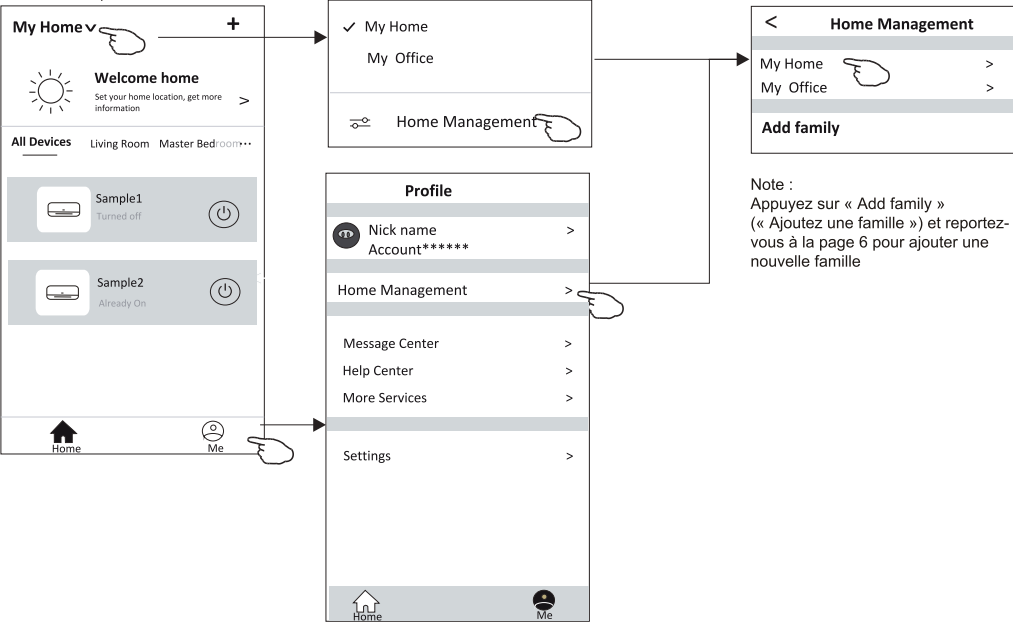 My Home
+
Welcome home
Set your home location, get more
information
>
All Devices Living Room Master Bedroom...
Sample1
Turned off
Sample2
Already On
Home
Me
✓ My Home
My Office
Home Management
Profile
Nick name >
Account******
Home Management >
Message Center >
Help Center >
More Services >
Settings >
Home
Me
< Home Management
My Home >
My Office >
Add family
Note :
Appuyez sur « Add family »
(« Ajoutez une famille ») et reportez-
vous à la page 6 pour ajouter une
nouvelle famille